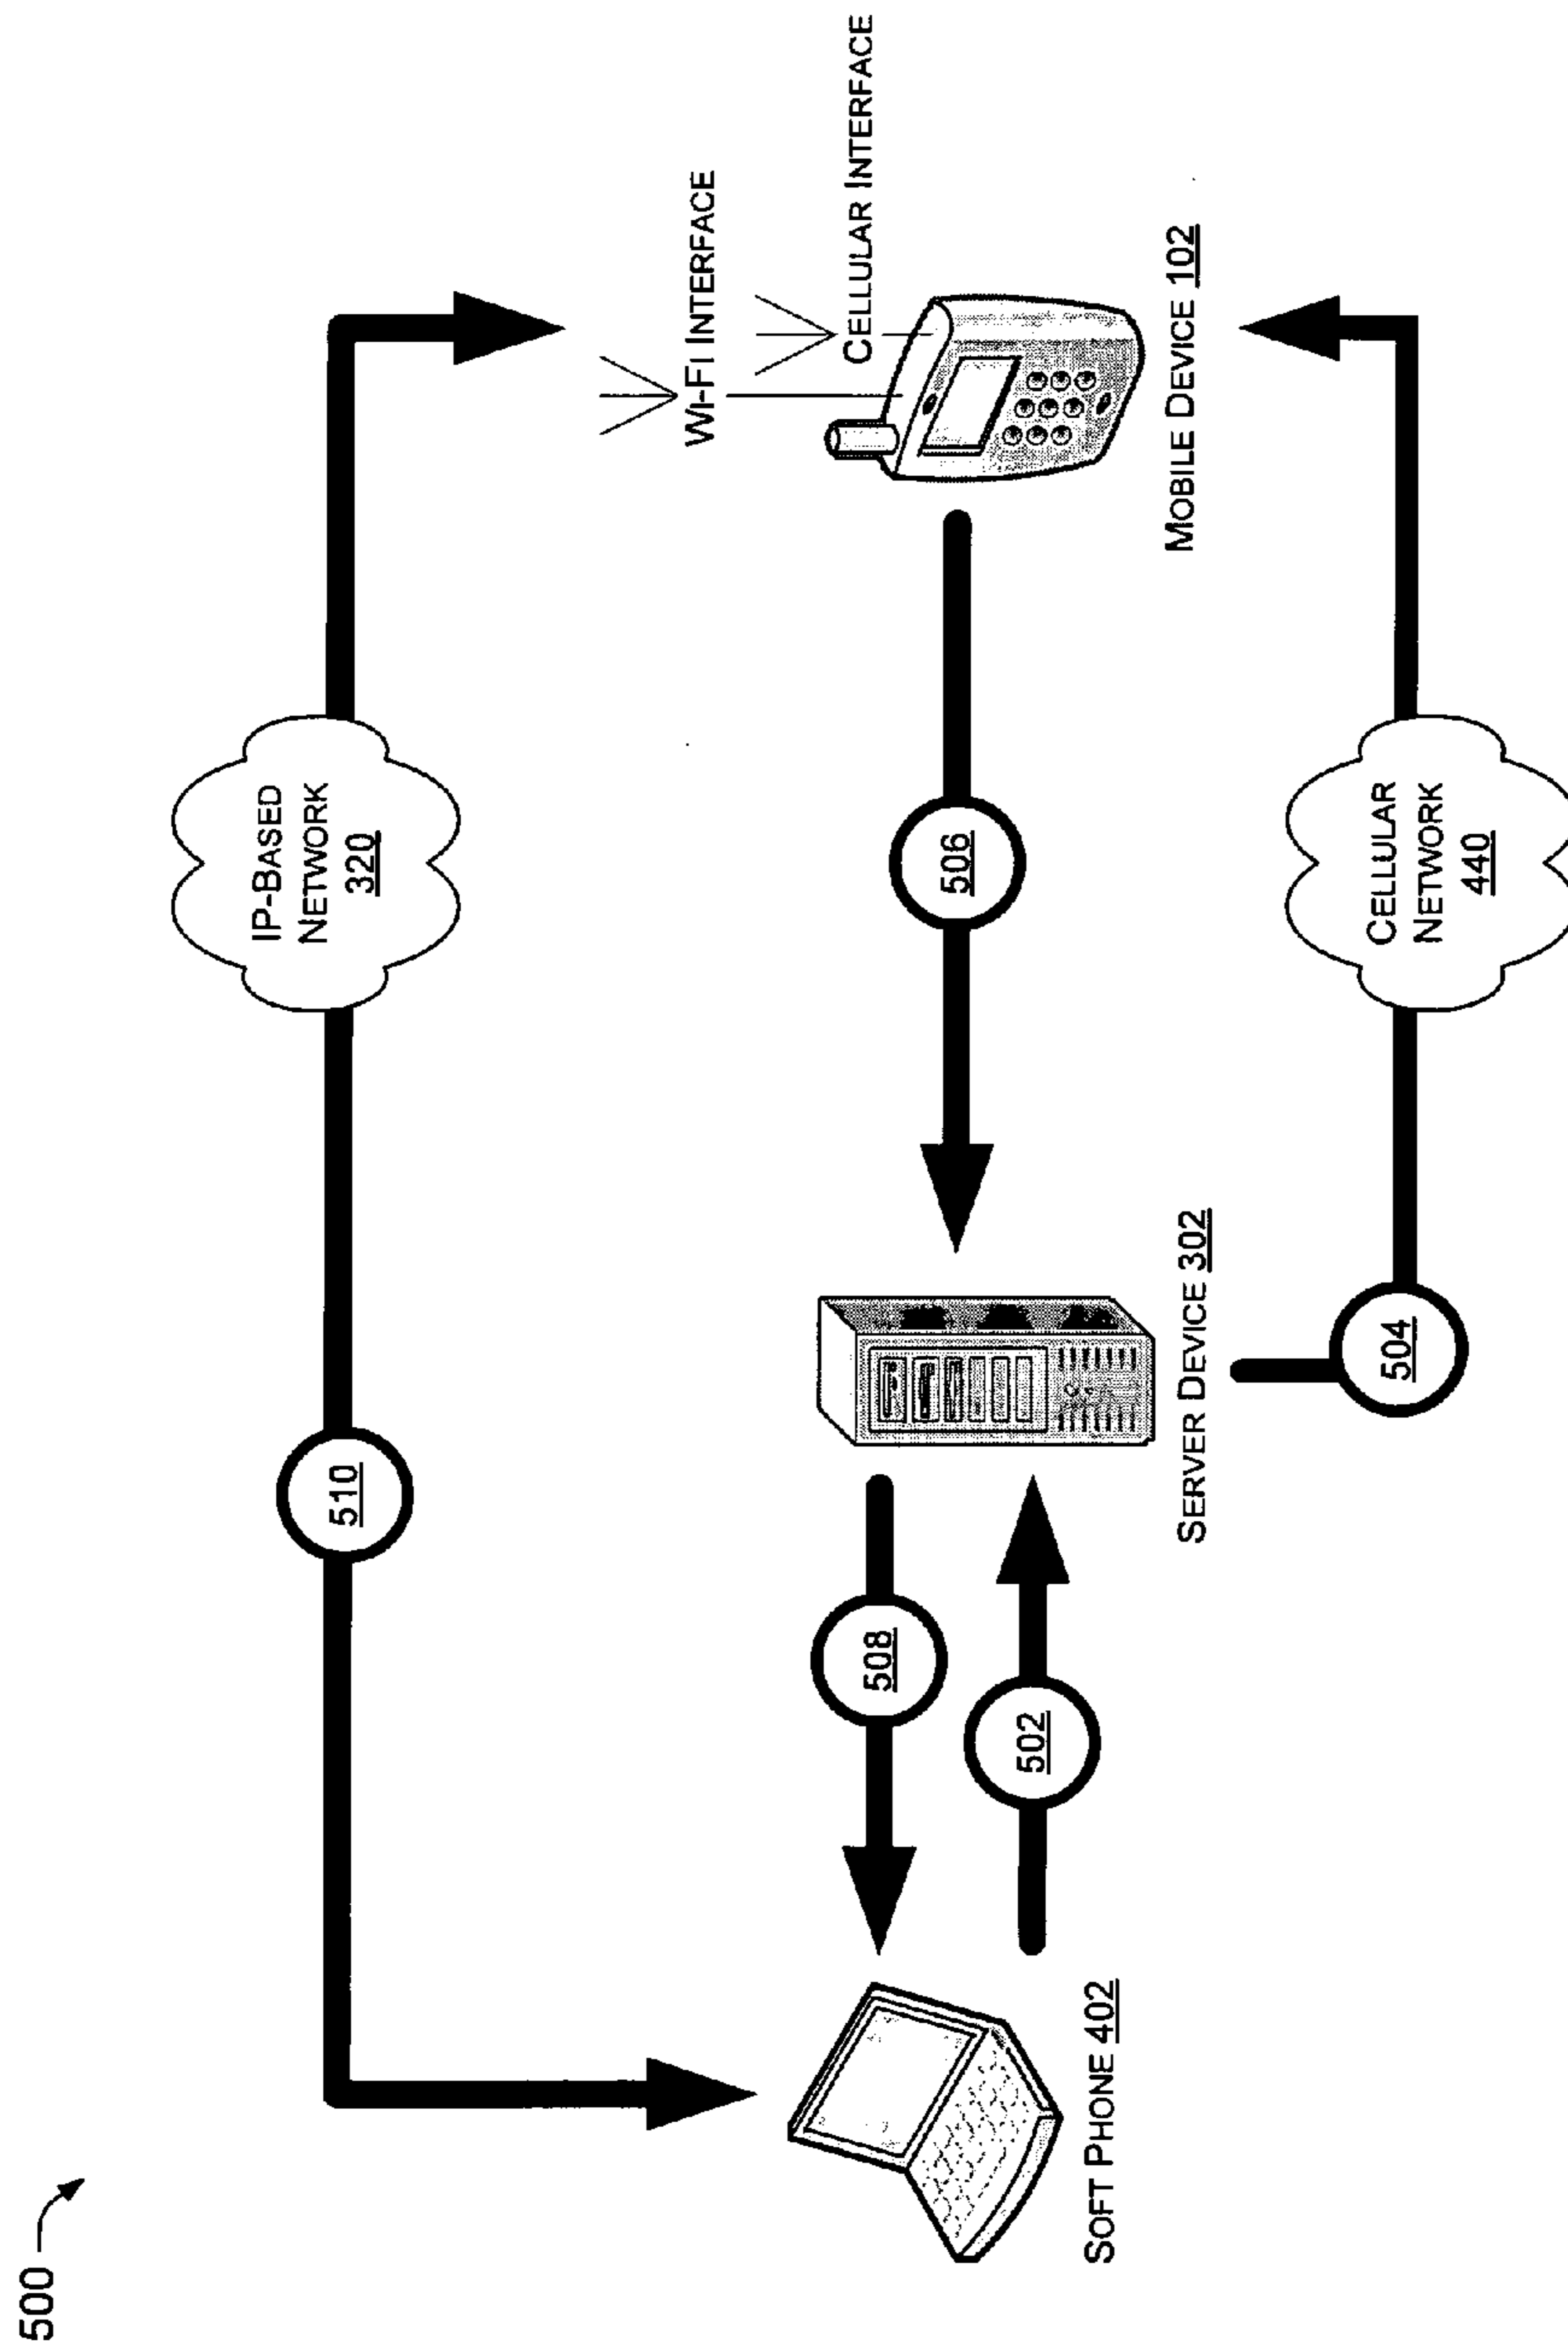 500
IP-BASED
NETWORK
320
510
WI-FI INTERFACE
CELLULAR INTERFACE
508
506
502
SOFT PHONE 402
SERVER DEVICE 302
MOBILE DEVICE 102
504
CELLULAR
NETWORK
440